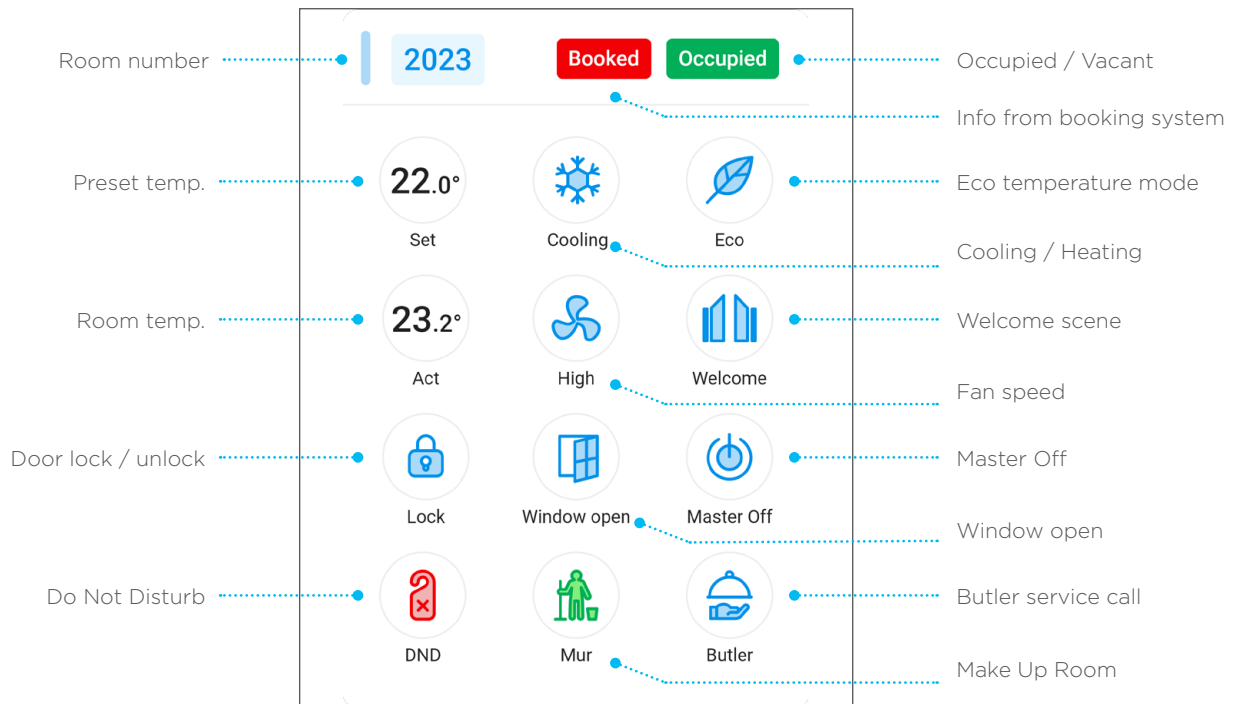 Room number
2023
Booked
Occupied
Occupied / Vacant
Info from booking system
Preset temp.
22.0°
Set
Cooling
Eco
Eco temperature mode
Cooling / Heating
Room temp.
23.2°
Act
High
Welcome
Welcome scene
Fan speed
Door lock / unlock
Lock
Window open
Master Off
Master Off
Window open
Do Not Disturb
DND
Mur
Butler
Butler service call
Make Up Room